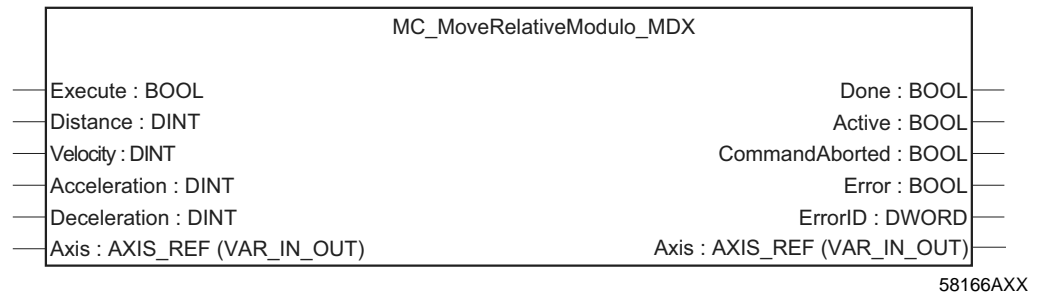 MC_MoveRelativeModulo_MDX
Execute : BOOL
Done : BOOL
Distance : DINT
Active : BOOL
Velocity : DINT
CommandAborted : BOOL
Acceleration : DINT
Error : BOOL
Deceleration : DINT
ErrorID : DWORD
Axis : AXIS_REF (VAR_IN_OUT)
Axis : AXIS_REF (VAR_IN_OUT)
58166AXX